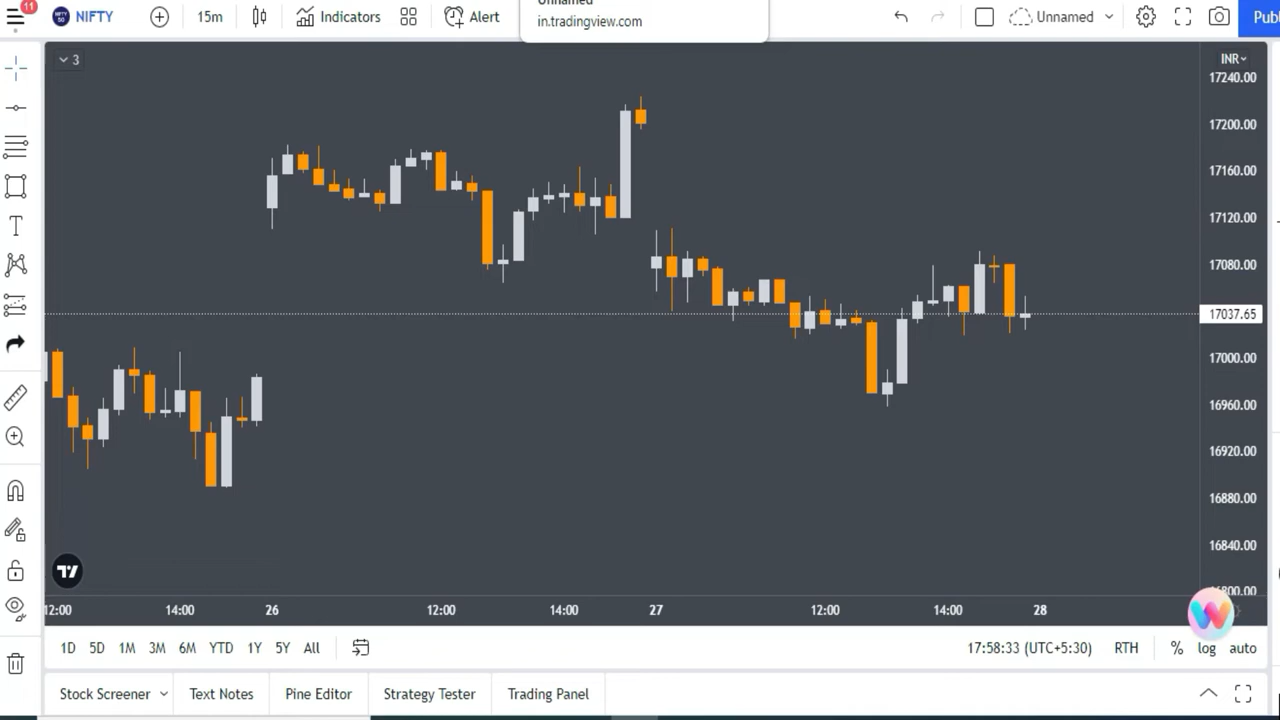 11
NIFTY
15m
Indicators
Alert
Unnamed
in.tradingview.com
Unnamed
Publ
3
INR
17240.00
17200.00
17160.00
17120.00
17080.00
17037.65
17000.00
16960.00
16920.00
16880.00
16840.00
16800.00
12:00
14:00
26
12:00
14:00
27
12:00
14:00
28
1D
5D
1M
3M
6M
YTD
1Y
5Y
All
17:58:33 (UTC+5:30)
RTH
%
log
auto
Stock Screener
Text Notes
Pine Editor
Strategy Tester
Trading Panel